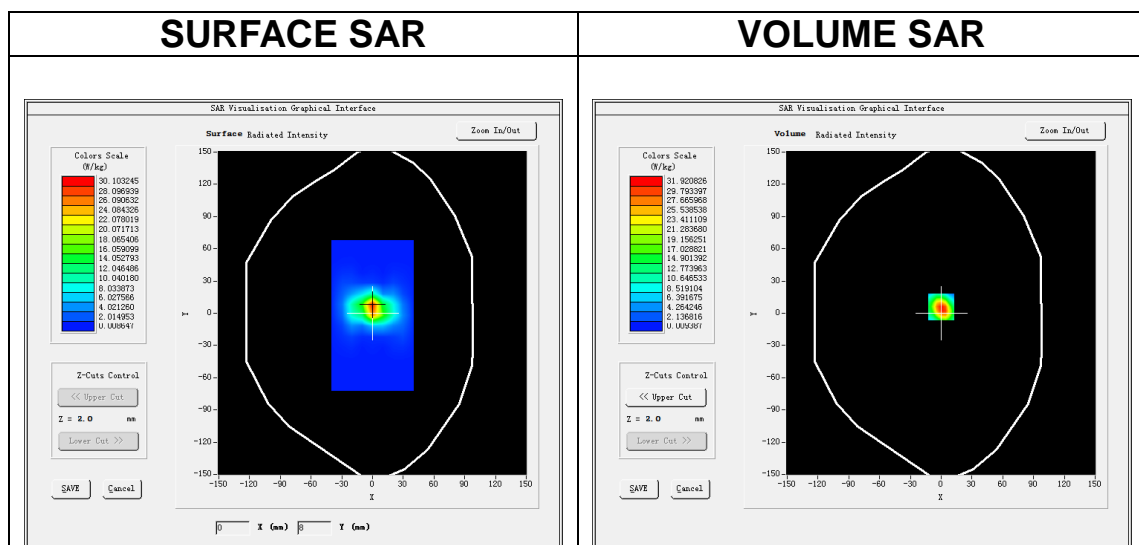 SURFACE SAR
SAR Visualisation Graphical Interface
Surface Radiated Intensity
Zoom In/Out
Colors Scale
(W/kg)
30.103245
28.096939
26.090632
24.084326
22.078019
20.071713
18.065406
16.059099
14.052793
12.046486
10.040180
8.033873
6.027566
4.021260
2.014953
0.008647
Z-Cuts Control
<< Upper Cut
Z = 2.0 mm
Lower Cut >>
SAVE Cancel
150
120
90
60
30
0
-30
-60
-90
-120
-150
Y
-150 -120 -90 -60 -30 0 30 60 90 120 150
X
0 X (mm) 8 Y (mm)
VOLUME SAR
SAR Visualisation Graphical Interface
Volume Radiated Intensity
Zoom In/Out
Colors Scale
(W/kg)
31.920826
29.793397
27.665968
25.538538
23.411109
21.283680
19.156251
17.028821
14.901392
12.773963
10.646533
8.519104
6.391675
4.264246
2.136816
0.009387
Z-Cuts Control
<< Upper Cut
Z = 2.0 mm
Lower Cut >>
SAVE Cancel
150
120
90
60
30
0
-30
-60
-90
-120
-150
Y
-150 -120 -90 -60 -30 0 30 60 90 120 150
X